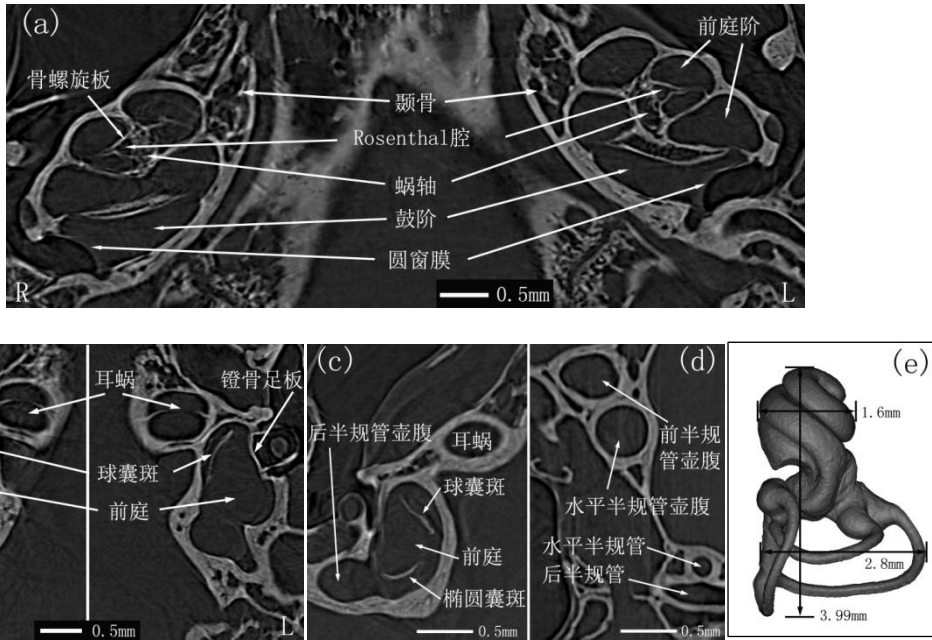 (a)
前庭阶
骨螺旋板
颞骨
Rosenthal腔
蜗轴
鼓阶
圆窗膜
R
0.5mm
L
耳蜗
镫骨足板
球囊斑
前庭
0.5mm
L
(c)
后半规管壶腹
耳蜗
球囊斑
前庭
椭圆囊斑
0.5mm
(d)
前半规
管壶腹
水平半规管壶腹
水平半规管
后半规管
0.5mm
(e)
1.6mm
2.8mm
3.99mm